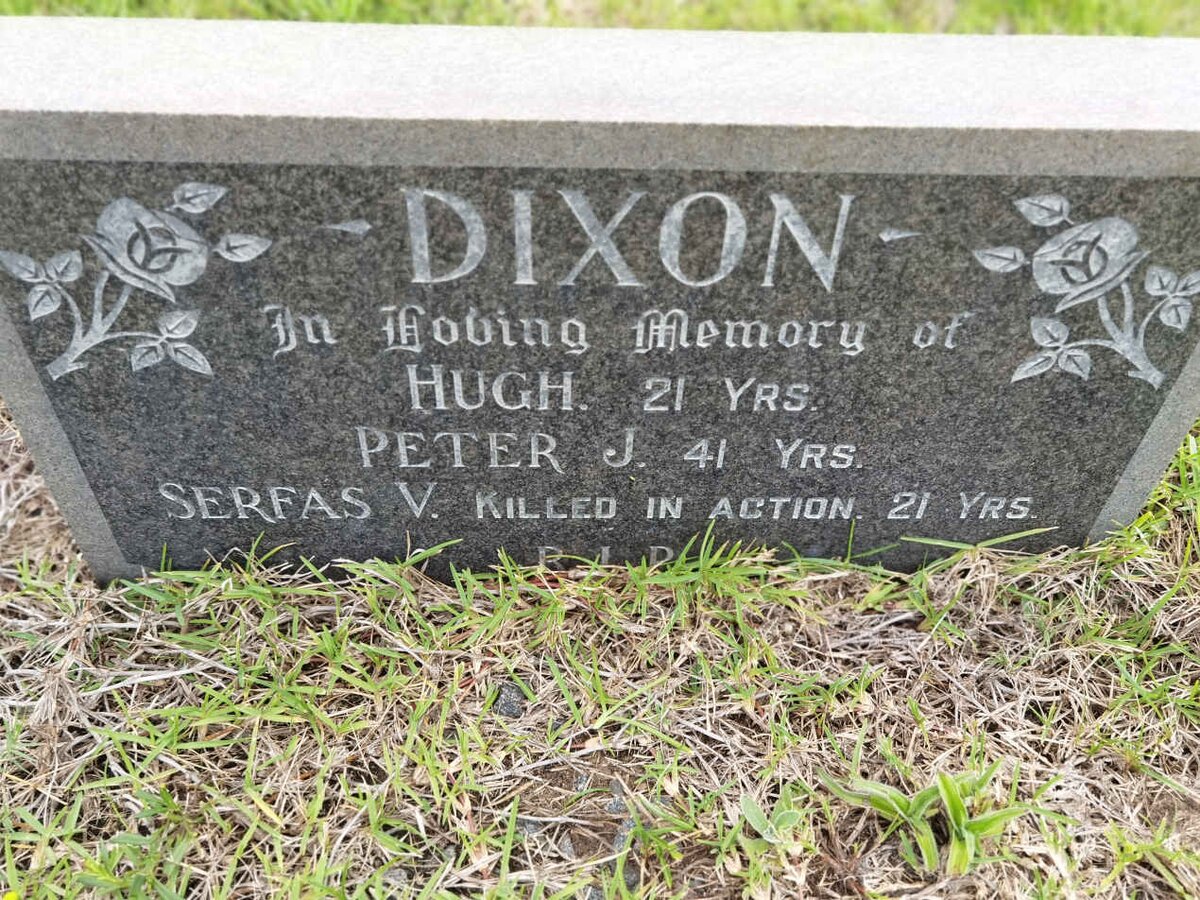 DIXON
In Loving Memory of
HUGH. 21 YRS.
PETER J. 41 YRS.
SERFAS V. KILLED IN ACTION. 21 YRS.
R.I.P.